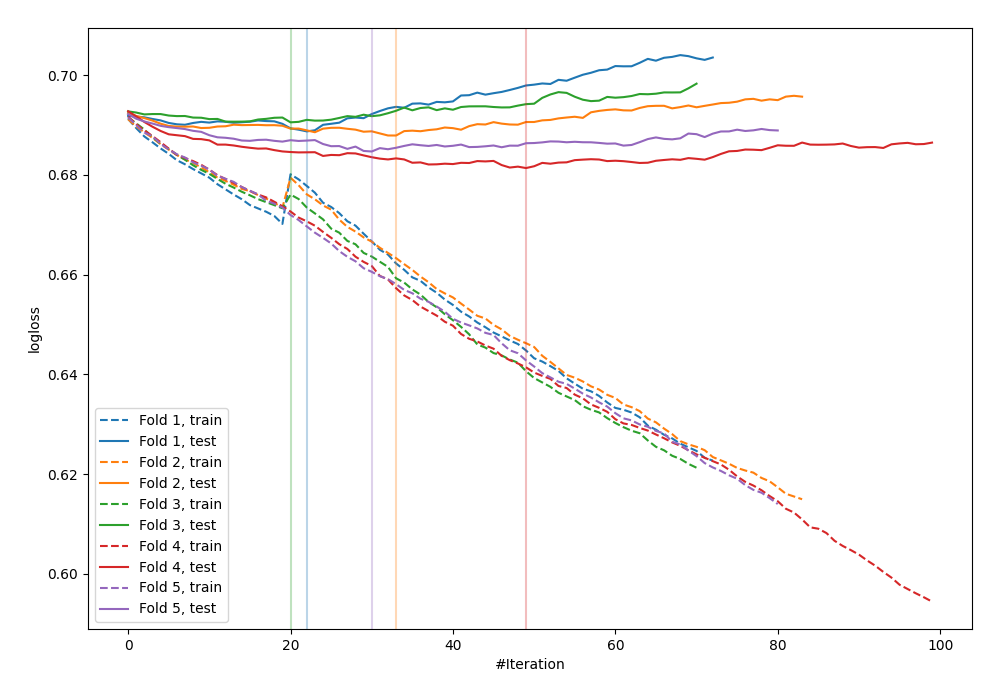 0.70
0.68
0.66
0.64
0.62
0.60
logloss
Fold 1, train
Fold 1, test
Fold 2, train
Fold 2, test
Fold 3, train
Fold 3, test
Fold 4, train
Fold 4, test
Fold 5, train
Fold 5, test
0 20 40 60 80 100
#Iteration